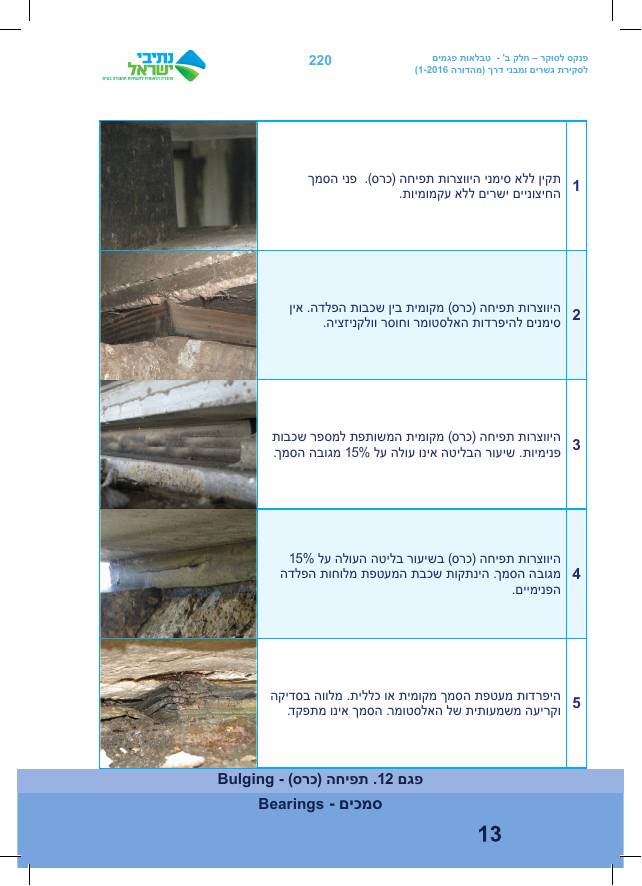 פנקס לסוקר – חלק ב' - טבלאות פגמים
לסקירת גשרים ומבני דרך (מהדורה 1-2016)
220
נתיבי
ישראל
החברה הלאומית לתשתיות תחבורה בע"מ
1
תקין ללא סימני היווצרות תפיחה (כרס). פני הסמך
החיצוניים ישרים ללא עקמומיות.
2
היווצרות תפיחה (כרס) מקומית בין שכבות הפלדה. אין
סימנים להיפרדות האלסטומר וחוסר וולקניזציה.
3
היווצרות תפיחה (כרס) מקומית המשותפת למספר שכבות
פנימיות. שיעור הבליטה אינו עולה על 15% מגובה הסמך.
4
היווצרות תפיחה (כרס) בשיעור בליטה העולה על 15%
מגובה הסמך. הינתקות שכבת המעטפת מלוחות הפלדה
הפנימיים.
5
היפרדות מעטפת הסמך מקומית או כללית. מלווה בסדיקה
וקריעה משמעותית של האלסטומר. הסמך אינו מתפקד.
פגם 12. תפיחה (כרס) - Bulging
סמכים - Bearings
13